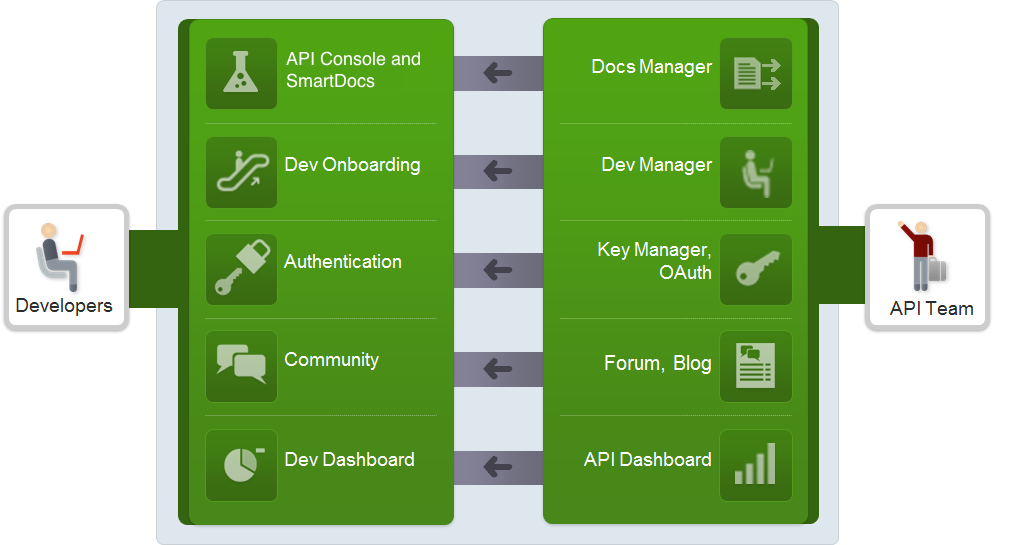 API Console and
SmartDocs
Docs Manager
Dev Onboarding
Dev Manager
Authentication
Key Manager,
OAuth
Developers
API Team
Community
Forum, Blog
Dev Dashboard
API Dashboard